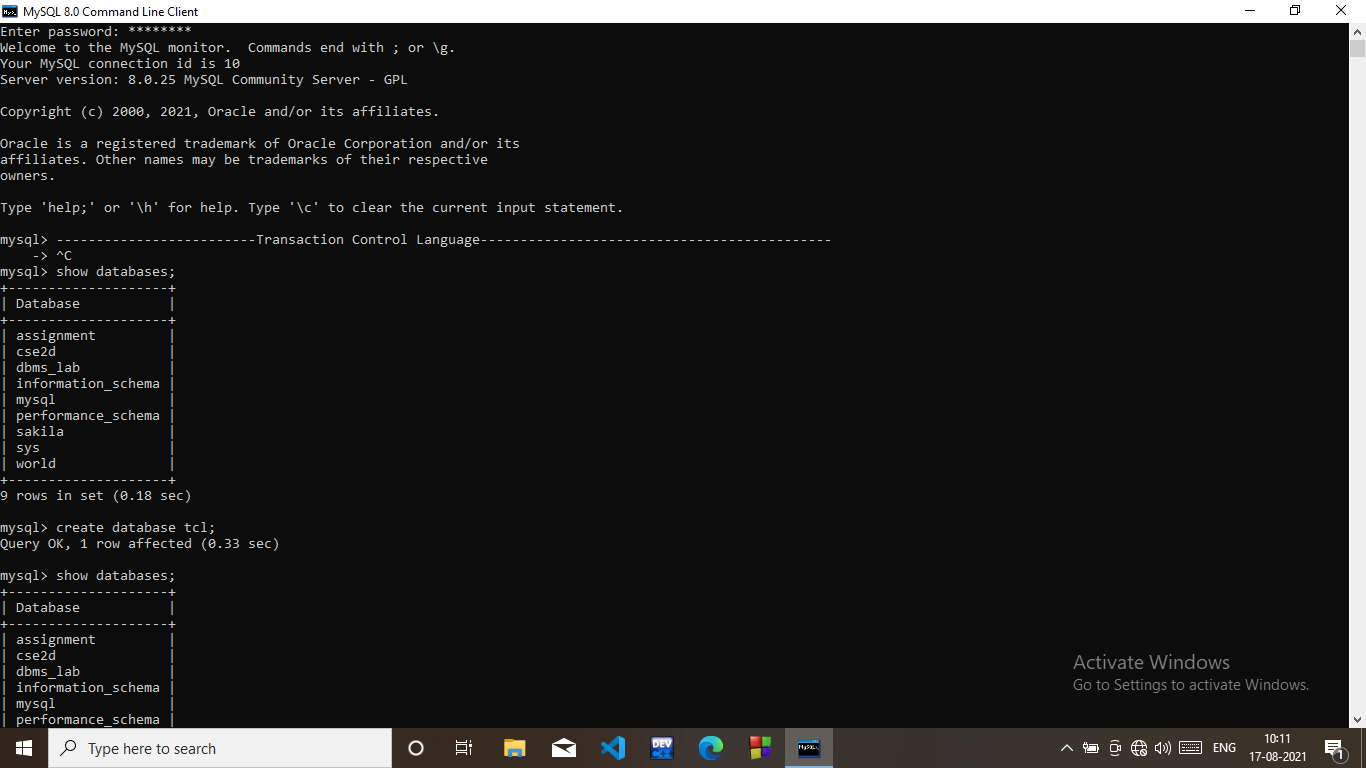 MySQL 8.0 Command Line Client
Enter password: ********
Welcome to the MySQL monitor.  Commands end with ; or \g.
Your MySQL connection id is 10
Server version: 8.0.25 MySQL Community Server - GPL

Copyright (c) 2000, 2021, Oracle and/or its affiliates.

Oracle is a registered trademark of Oracle Corporation and/or its
affiliates. Other names may be trademarks of their respective
owners.

Type 'help;' or '\h' for help. Type '\c' to clear the current input statement.

mysql> -------------------------Transaction Control Language--------------------------------------------
    -> ^C
mysql> show databases;
+--------------------+
| Database           |
+--------------------+
| assignment         |
| cse2d              |
| dbms_lab           |
| information_schema |
| mysql              |
| performance_schema |
| sakila             |
| sys                |
| world              |
+--------------------+
9 rows in set (0.18 sec)

mysql> create database tcl;
Query OK, 1 row affected (0.33 sec)

mysql> show databases;
+--------------------+
| Database           |
+--------------------+
| assignment         |
| cse2d              |
| dbms_lab           |
| information_schema |
| mysql              |
| performance_schema |
Activate Windows
Go to Settings to activate Windows.
Type here to search
DEV
MySQL
ENG
10:11
17-08-2021
1